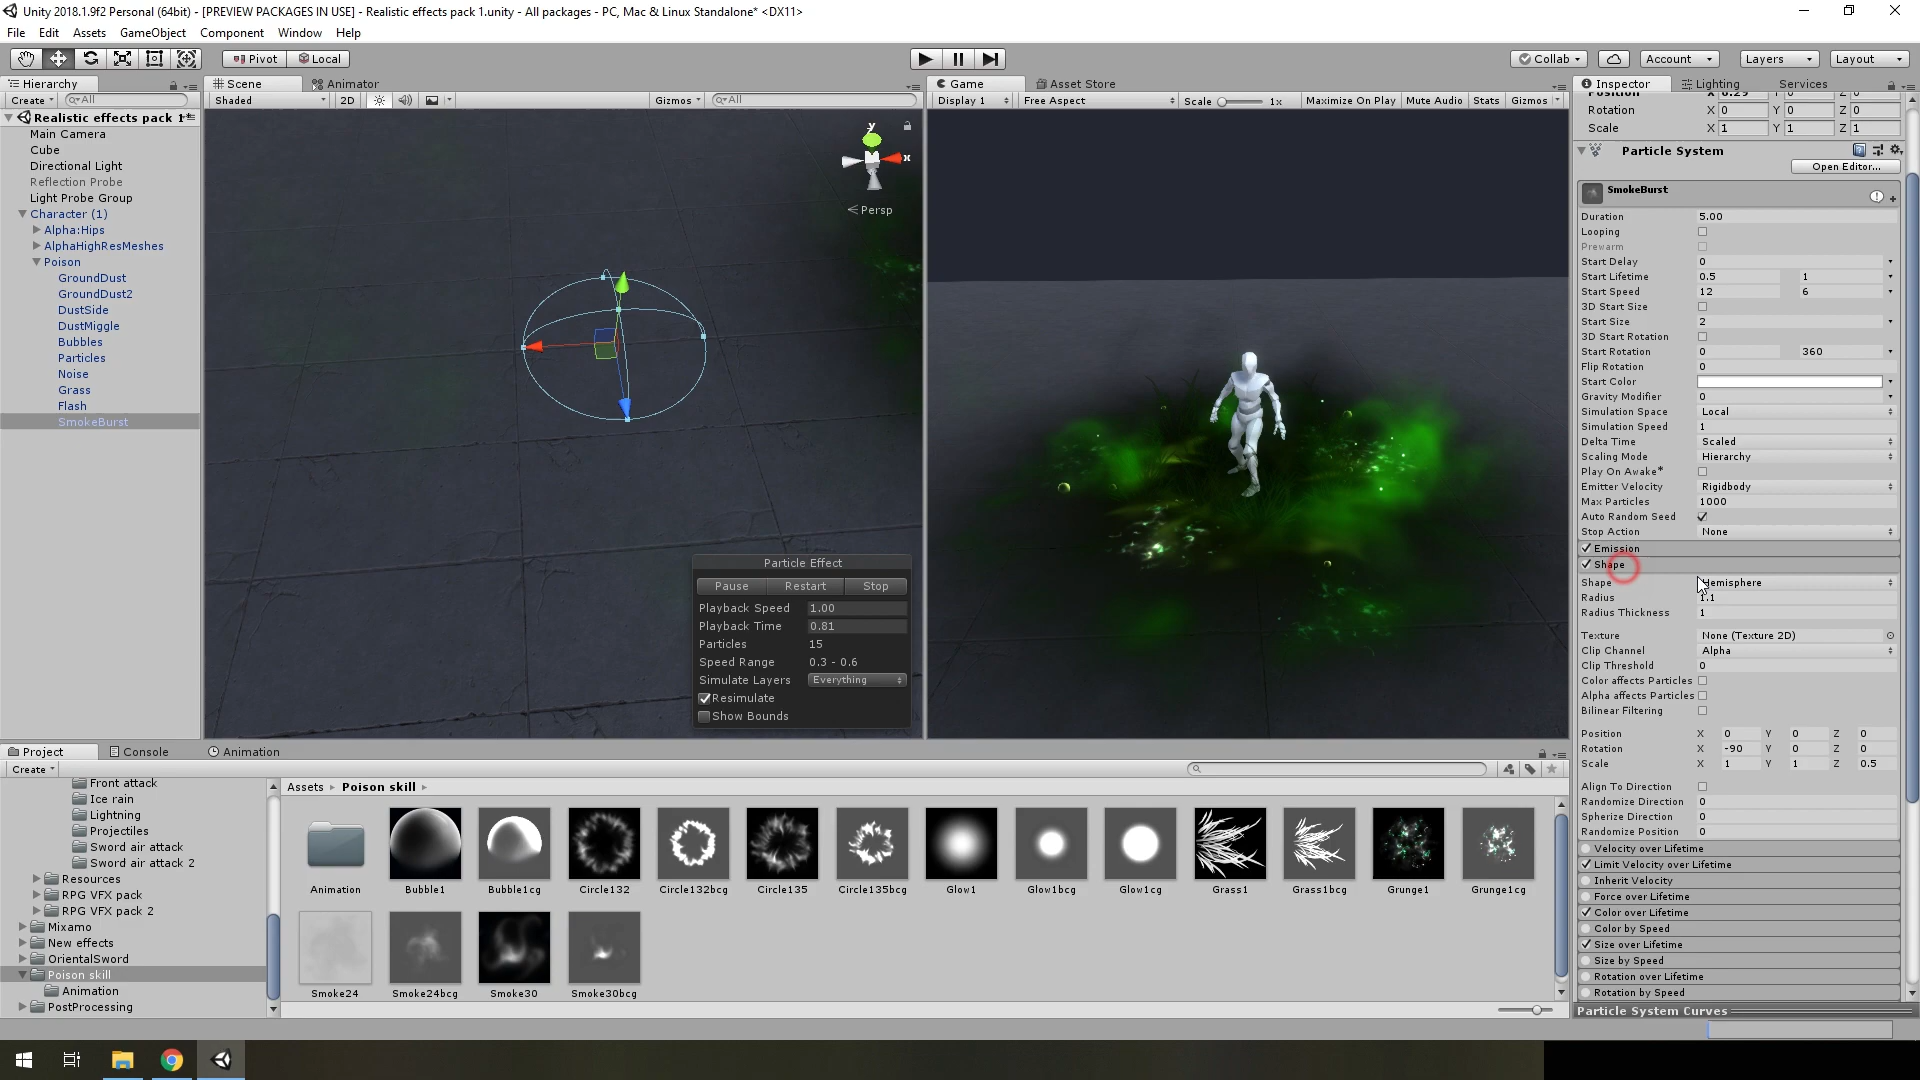 Unity 2018.1.9f2 Personal (64bit) - [PREVIEW PACKAGES IN USE] - Realistic effects pack 1.unity - All packages - PC, Mac & Linux Standalone* <DX11>
File Edit Assets GameObject Component Window Help
Pivot Local Collab Account Layers Layout
Hierarchy
Create All
Realistic effects pack 1*
Main Camera
Cube
Directional Light
Reflection Probe
Light Probe Group
Character (1)
Alpha:Hips
AlphaHighResMeshes
Poison
GroundDust
GroundDust2
DustSide
DustMiggle
Bubbles
Particles
Noise
Grass
Flash
SmokeBurst
Scene Animator
Shaded 2D Gizmos All
y
x
Persp
Particle Effect
Pause Restart Stop
Playback Speed 1.00
Playback Time 0.81
Particles 15
Speed Range 0.3 - 0.6
Simulate Layers Everything
Resimulate
Show Bounds
Game Asset Store
Display 1 Free Aspect Scale 1x Maximize On Play Mute Audio Stats Gizmos
Inspector Lighting Services
Position X 6.29 Y 0 Z 0
Rotation X 0 Y 0 Z 0
Scale X 1 Y 1 Z 1
Particle System
Open Editor...
SmokeBurst
Duration 5.00
Looping
Prewarm
Start Delay 0
Start Lifetime 0.5 1
Start Speed 12 6
3D Start Size
Start Size 2
3D Start Rotation
Start Rotation 0 360
Flip Rotation 0
Start Color
Gravity Modifier 0
Simulation Space Local
Simulation Speed 1
Delta Time Scaled
Scaling Mode Hierarchy
Play On Awake*
Emitter Velocity Rigidbody
Max Particles 1000
Auto Random Seed
Stop Action None
Emission
Shape
Shape Hemisphere
Radius 1.1
Radius Thickness 1
Texture None (Texture 2D)
Clip Channel Alpha
Clip Threshold 0
Color affects Particles
Alpha affects Particles
Bilinear Filtering
Position X 0 Y 0 Z 0
Rotation X -90 Y 0 Z 0
Scale X 1 Y 1 Z 0.5
Align To Direction
Randomize Direction 0
Spherize Direction 0
Randomize Position 0
Velocity over Lifetime
Limit Velocity over Lifetime
Inherit Velocity
Force over Lifetime
Color over Lifetime
Color by Speed
Size over Lifetime
Size by Speed
Rotation over Lifetime
Rotation by Speed
Particle System Curves
Project Console Animation
Create
Front attack
Ice rain
Lightning
Projectiles
Sword air attack
Sword air attack 2
Resources
RPG VFX pack
RPG VFX pack 2
Mixamo
New effects
OrientalSword
Poison skill
Animation
PostProcessing
Assets Poison skill
Animation Bubble1 Bubble1cg Circle132 Circle132bcg Circle135 Circle135bcg Glow1 Glow1bcg Glow1cg Grass1 Grass1bcg Grunge1 Grunge1cg
Smoke24 Smoke24bcg Smoke30 Smoke30bcg